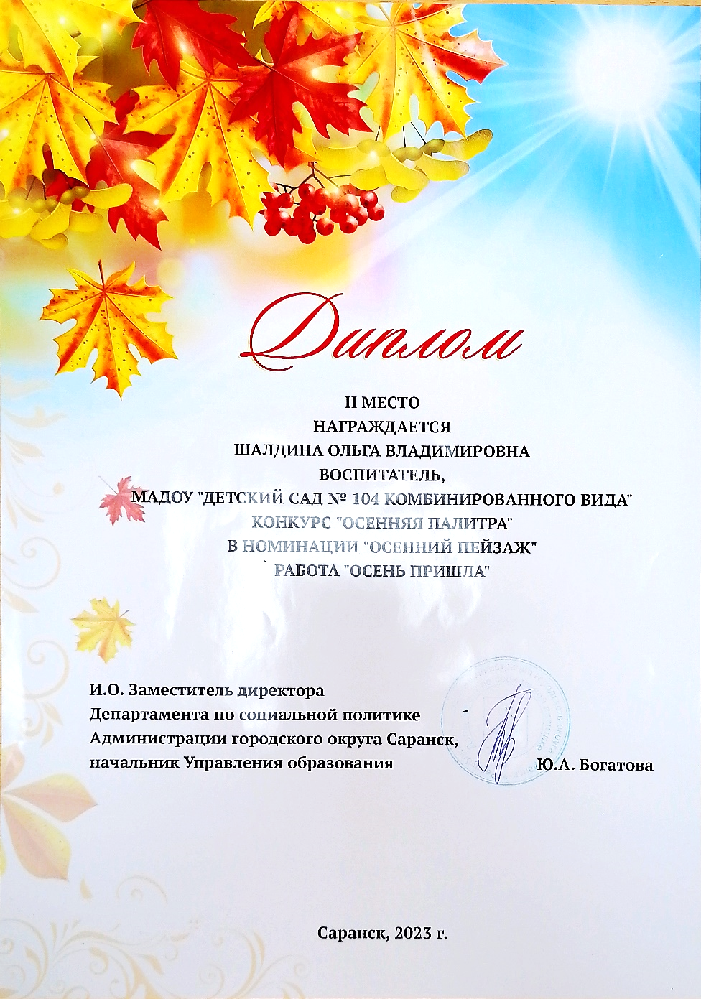 Диплом
II МЕСТО
НАГРАЖДАЕТСЯ
ШАЛДИНА ОЛЬГА ВЛАДИМИРОВНА
ВОСПИТАТЕЛЬ,
МАДОУ "ДЕТСКИЙ САД № 104 КОМБИНИРОВАННОГО ВИДА"
КОНКУРС "ОСЕННЯЯ ПАЛИТРА"
В НОМИНАЦИИ "ОСЕННИЙ ПЕЙЗАЖ"
РАБОТА "ОСЕНЬ ПРИШЛА"
И.О. Заместитель директора
Департамента по социальной политике
Администрации городского округа Саранск,
начальник Управления образования
Ю.А. Богатова
Саранск, 2023 г.